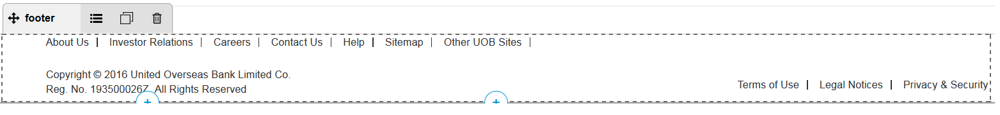 footer
About Us | Investor Relations | Careers | Contact Us | Help | Sitemap | Other UOB Sites |
Copyright © 2016 United Overseas Bank Limited Co.
Reg. No. 193500026Z. All Rights Reserved
Terms of Use | Legal Notices | Privacy & Security